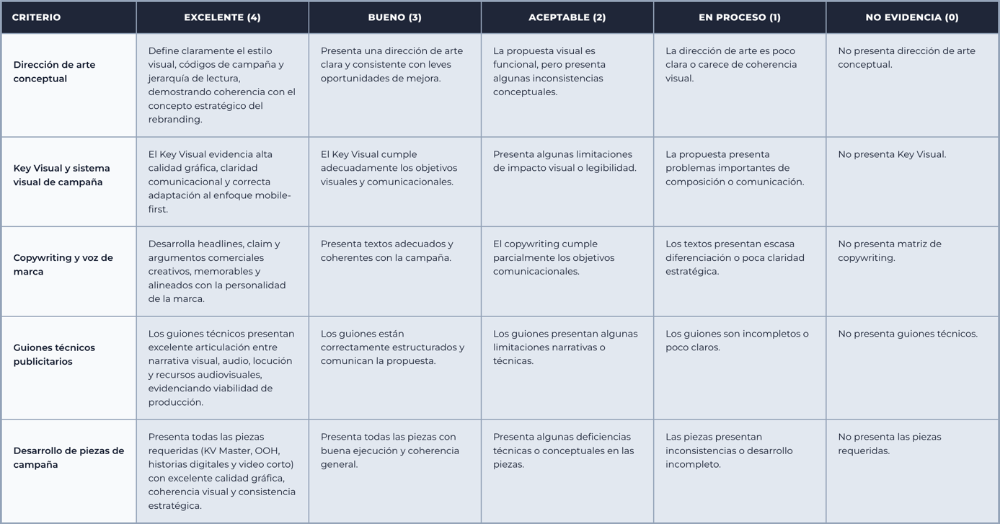 CRITERIO
EXCELENTE (4)
BUENO (3)
ACEPTABLE (2)
EN PROCESO (1)
NO EVIDENCIA (0)
Dirección de arte
conceptual
Define claramente el estilo
visual, códigos de campaña y
jerarquía de lectura,
demostrando coherencia con el
concepto estratégico del
rebranding.
Presenta una dirección de arte
clara y consistente con leves
oportunidades de mejora.
La propuesta visual es
funcional, pero presenta
algunas inconsistencias
conceptuales.
La dirección de arte es poco
clara o carece de coherencia
visual.
No presenta dirección de arte
conceptual.
Key Visual y sistema
visual de campaña
El Key Visual evidencia alta
calidad gráfica, claridad
comunicacional y correcta
adaptación al enfoque mobile-
first.
El Key Visual cumple
adecuadamente los objetivos
visuales y comunicacionales.
Presenta algunas limitaciones
de impacto visual o legibilidad.
La propuesta presenta
problemas importantes de
composición o comunicación.
No presenta Key Visual.
Copywriting y voz de
marca
Desarrolla headlines, claim y
argumentos comerciales
creativos, memorables y
alineados con la personalidad
de la marca.
Presenta textos adecuados y
coherentes con la campaña.
El copywriting cumple
parcialmente los objetivos
comunicacionales.
Los textos presentan escasa
diferenciación o poca claridad
estratégica.
No presenta matriz de
copywriting.
Guiones técnicos
publicitarios
Los guiones técnicos presentan
excelente articulación entre
narrativa visual, audio, locución
y recursos audiovisuales,
evidenciando viabilidad de
producción.
Los guiones están
correctamente estructurados y
comunican la propuesta.
Los guiones presentan algunas
limitaciones narrativas o
técnicas.
Los guiones son incompletos o
poco claros.
No presenta guiones técnicos.
Desarrollo de piezas de
campaña
Presenta todas las piezas
requeridas (KV Master, OOH,
historias digitales y video corto)
con excelente calidad gráfica,
coherencia visual y consistencia
estratégica.
Presenta todas las piezas con
buena ejecución y coherencia
general.
Presenta algunas deficiencias
técnicas o conceptuales en las
piezas.
Las piezas presentan
inconsistencias o desarrollo
incompleto.
No presenta las piezas
requeridas.